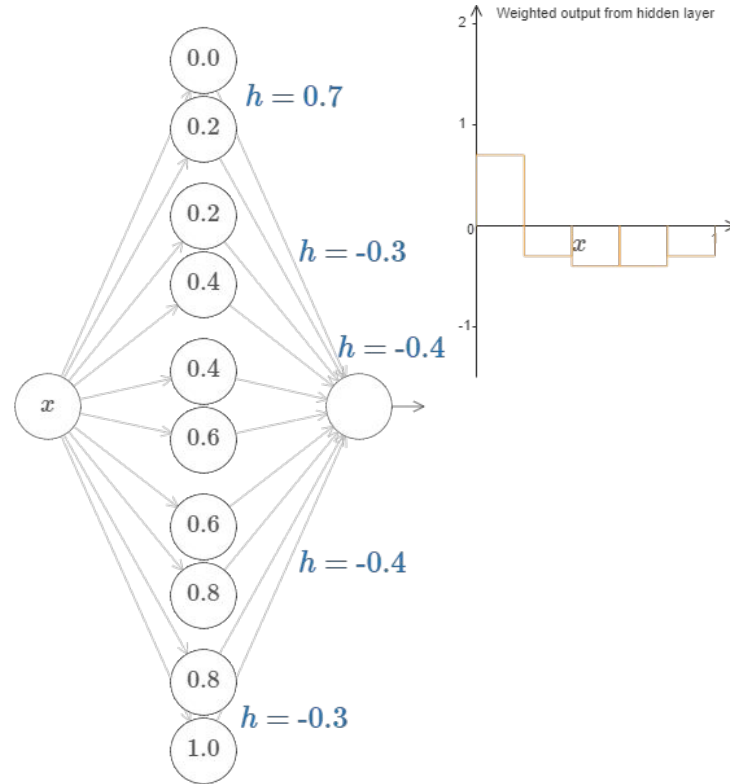 0.0
h = 0.7
0.2
0.2
h = -0.3
0.4
h = -0.4
0.4
x
0.6
0.6
h = -0.4
0.8
0.8
h = -0.3
1.0
Weighted output from hidden layer
2
1
0
x
1
-1